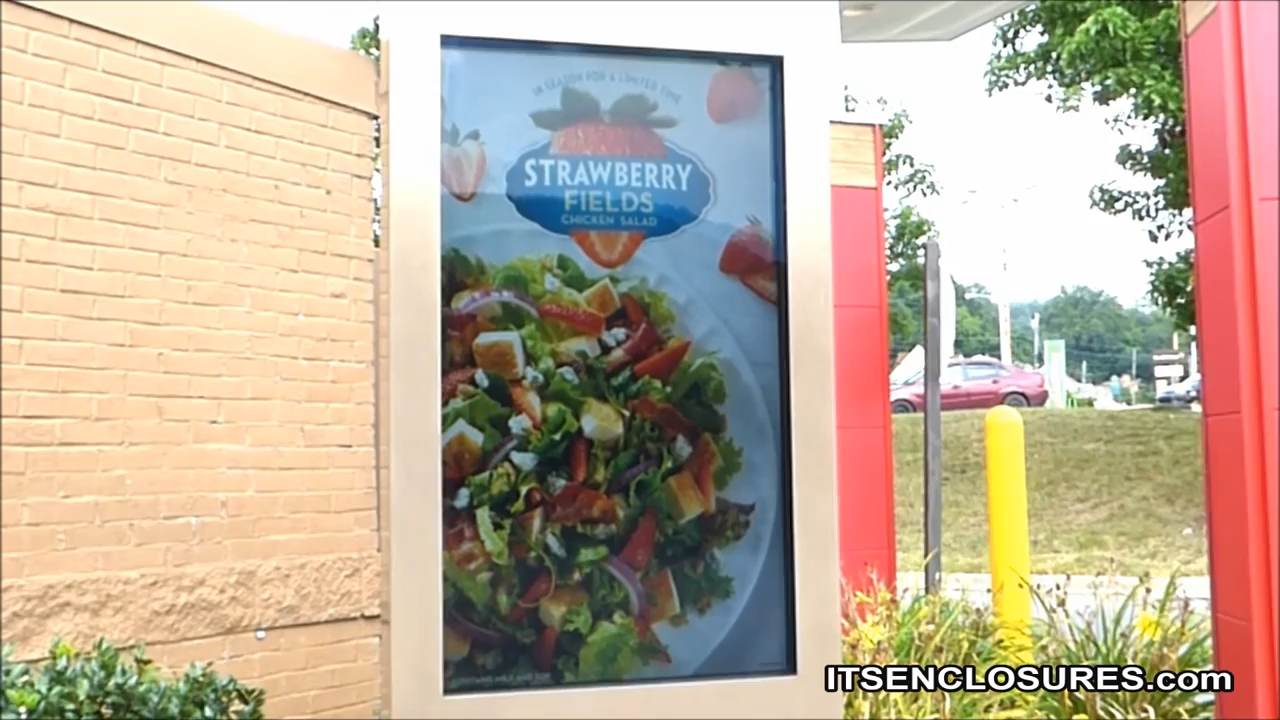 IN SEASON FOR A LIMITED TIME
STRAWBERRY
FIELDS
CHICKEN SALAD
ITSENCLOSURES.com